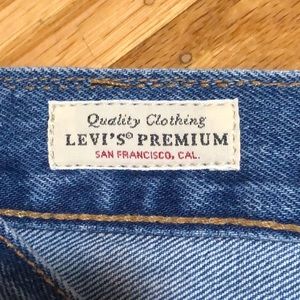 Quality Clothing
LEVI'S® PREMIUM
SAN FRANCISCO, CAL.